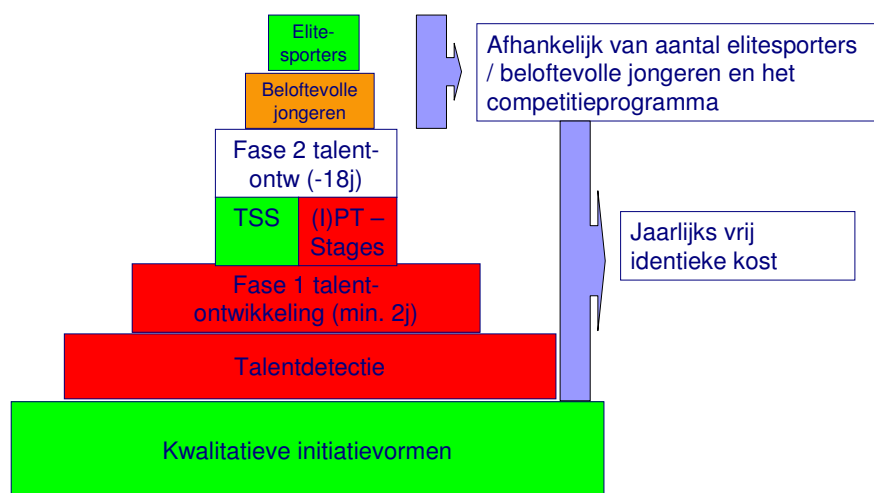 Elite-
sporters
Beloftevolle
jongeren
Afhankelijk van aantal elitesporters
/ beloftevolle jongeren en het
competitieprogramma
Fase 2 talent-
ontw (-18j)
TSS
(I)PT –
Stages
Jaarlijks vrij
identieke kost
Fase 1 talent-
ontwikkeling (min. 2j)
Talentdetectie
Kwalitatieve initiatievormen